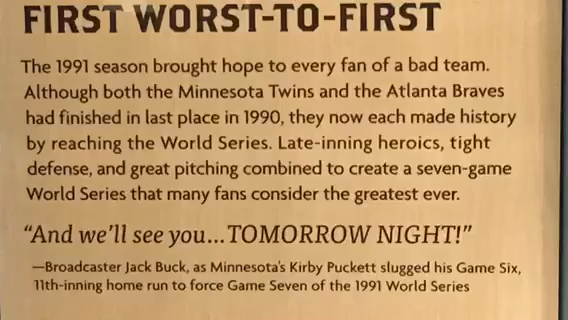 FIRST WORST-TO-FIRST
The 1991 season brought hope to every fan of a bad team.
Although both the Minnesota Twins and the Atlanta Braves
had finished in last place in 1990, they now each made history
by reaching the World Series. Late-inning heroics, tight
defense, and great pitching combined to create a seven-game
World Series that many fans consider the greatest ever.
“And we’ll see you...TOMORROW NIGHT!”
—Broadcaster Jack Buck, as Minnesota's Kirby Puckett slugged his Game Six,
11th-inning home run to force Game Seven of the 1991 World Series